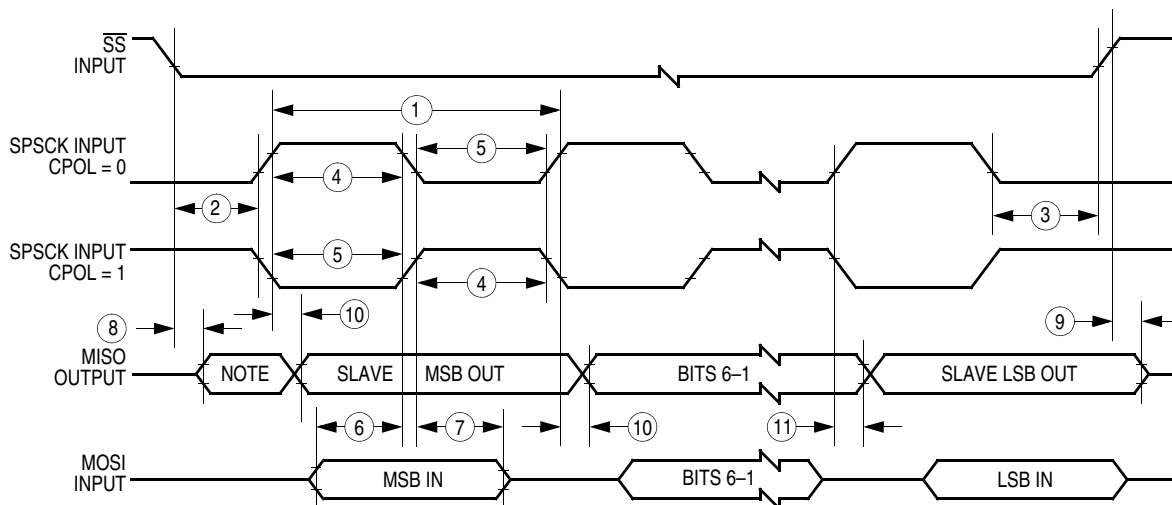 SS
INPUT
1
SPSCK INPUT
CPOL = 0
5
4
2
3
SPSCK INPUT
CPOL = 1
5
4
8
10
9
MISO
OUTPUT
NOTE
SLAVE
MSB OUT
BITS 6–1
SLAVE LSB OUT
6
7
10
11
MOSI
INPUT
MSB IN
BITS 6–1
LSB IN